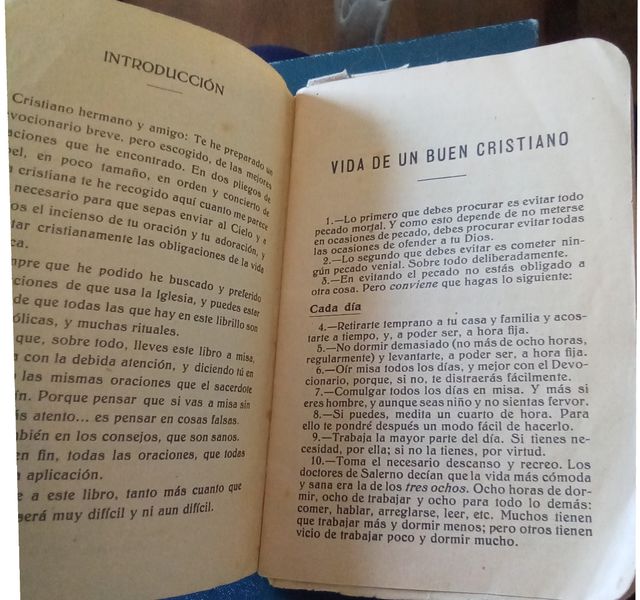 INTRODUCCIÓN
Cristiano hermano y amigo: Te he preparado un
evocionario breve, pero escogido, de las mejores
aciones que he encontrado. En dos pliegos de
pel, en poco tamaño, en orden y concierto de
a cristiana te he recogido aquí cuanto me parece
necesario para que sepas enviar al Cielo y a
os el incienso de tu oración y tu adoración, y
tar cristianamente las obligaciones de la vida
ca.
mpre que he podido he buscado y preferido
ciones de que usa la Iglesia, y puedes estar
de que todas las que hay en este librillo son
ólicas, y muchas rituales.
que, sobre todo, lleves este libro a misa,
a con la debida atención, y diciendo tú en
o las mismas oraciones que el sacerdote
fin. Porque pensar que si vas a misa sin
ás atento... es pensar en cosas falsas.
mbién en los consejos, que son sanos.
en fin, todas las oraciones, que todas
n aplicación.
e a este libro, tanto más cuanto que
será muy difícil y ni aun difícil.
VIDA DE UN BUEN CRISTIANO
1.—Lo primero que debes procurar es evitar todo
pecado mortal. Y como esto depende de no meterse
en ocasiones de pecado, debes procurar evitar todas
las ocasiones de ofender a tu Dios.
2.—Lo segundo que debes evitar es cometer nin-
gún pecado venial. Sobre todo deliberadamente.
3.—En evitando el pecado no estás obligado a
otra cosa. Pero conviene que hagas lo siguiente:
Cada día
4.—Retirarte temprano a tu casa y familia y acos-
tarte a tiempo, y, a poder ser, a hora fija.
5.—No dormir demasiado (no más de ocho horas,
regularmente) y levantarte, a poder ser, a hora fija.
6.—Oír misa todos los días, y mejor con el Devo-
cionario, porque, si no, te distraerás fácilmente.
7.—Comulgar todos los días en misa. Y más si
eres hombre, y aunque seas niño y no sientas fervor.
8.—Si puedes, medita un cuarto de hora. Para
ello te pondré después un modo fácil de hacerlo.
9.—Trabaja la mayor parte del día. Si tienes ne-
cesidad, por ella; si no la tienes, por virtud.
10.—Toma el necesario descanso y recreo. Los
doctores de Salerno decían que la vida más cómoda
y sana era la de los tres ochos. Ocho horas de dor-
mir, ocho de trabajar y ocho para todo lo demás:
comer, hablar, arreglarse, leer, etc. Muchos tienen
que trabajar más y dormir menos; pero otros tienen
vicio de trabajar poco y dormir mucho.